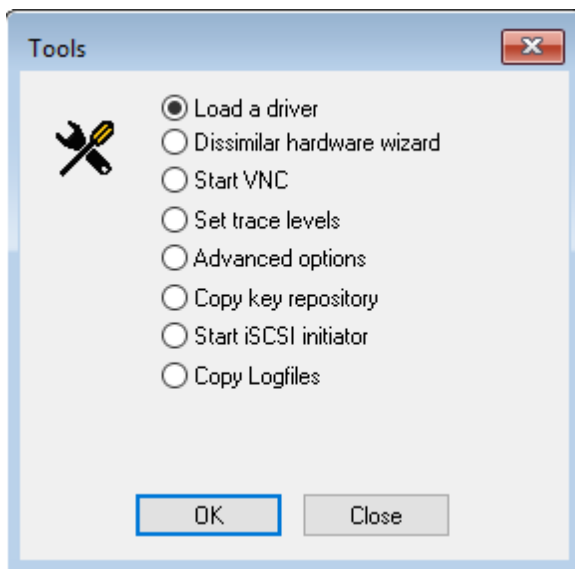 Tools
Load a driver
Dissimilar hardware wizard
Start VNC
Set trace levels
Advanced options
Copy key repository
Start iSCSI initiator
Copy Logfiles
OK
Close